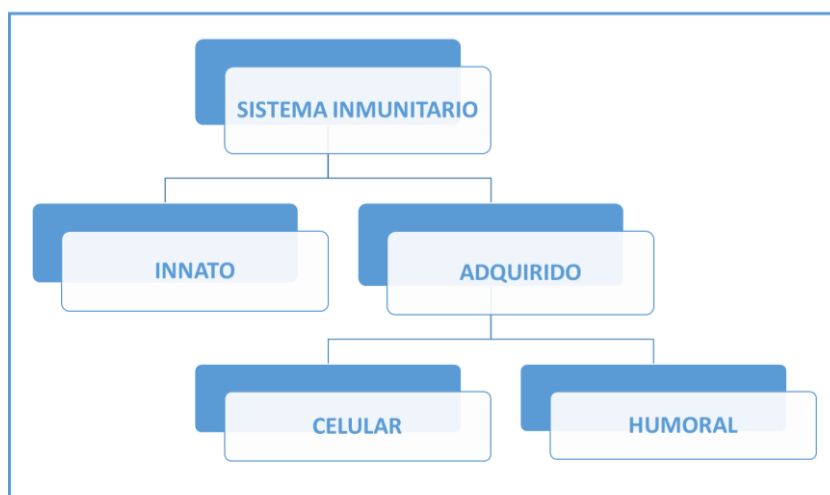 SISTEMA INMUNITARIO
INNATO
ADQUIRIDO
CELULAR
HUMORAL